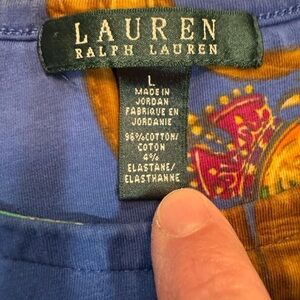 LAUREN
RALPH LAUREN
L
MADE IN
JORDAN
FABRIQUE EN
JORDANIE
96%COTTON/
COTON
4%
ELASTANE/
ELASTHANNE